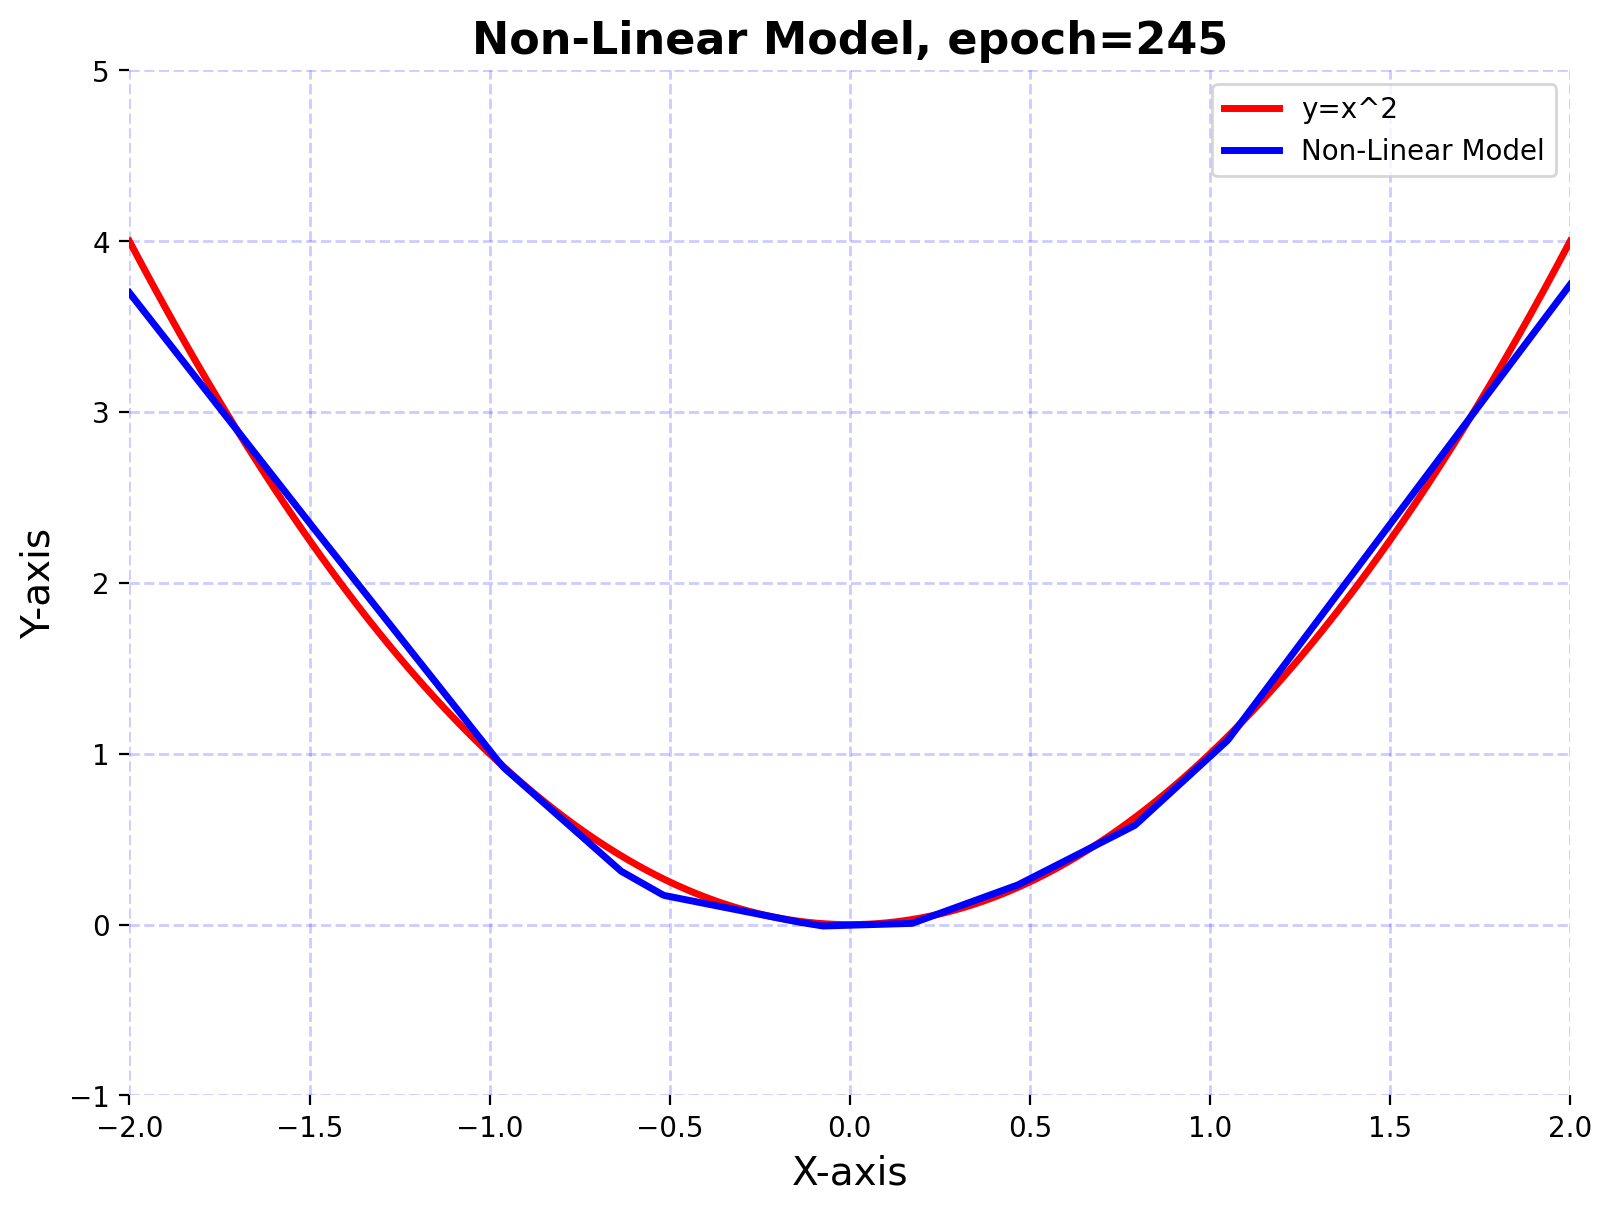 Non-Linear Model, epoch=245
5
y=x^2
Non-Linear Model
4
3
2
1
0
−1
Y-axis
−2.0 −1.5 −1.0 −0.5 0.0 0.5 1.0 1.5 2.0
X-axis